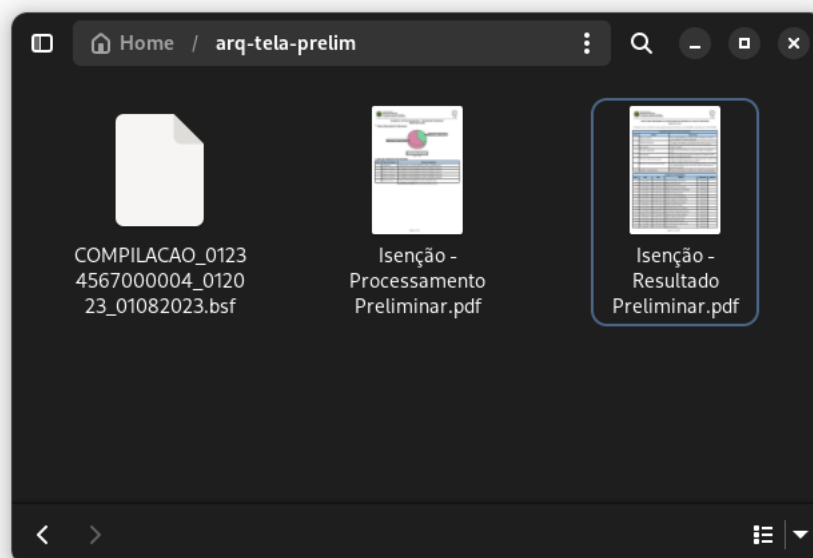 Home / arq-tela-prelim
COMPILACAO_0123
4567000004_0120
23_01082023.bsf
Isenção -
Processamento
Preliminar.pdf
Isenção -
Resultado
Preliminar.pdf